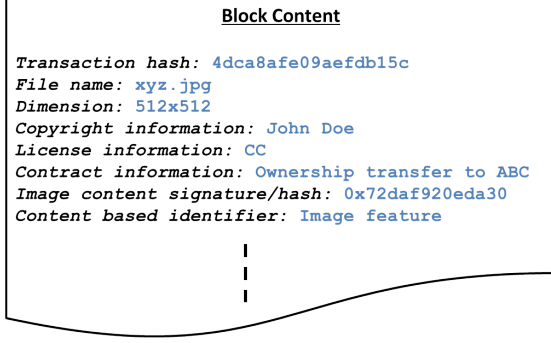 Block Content
Transaction hash: 4dca8afe09aefdb15c
File name: xyz.jpg
Dimension: 512x512
Copyright information: John Doe
License information: CC
Contract information: Ownership transfer to ABC
Image content signature/hash: 0x72daf920eda30
Content based identifier: Image feature